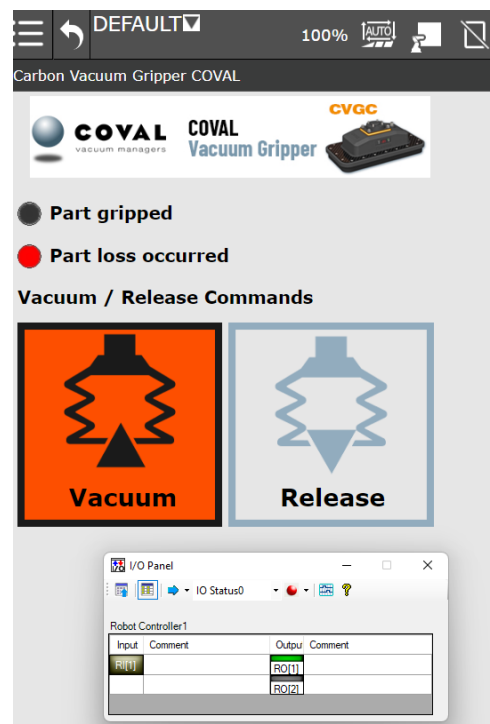 DEFAULT
100%
AUTO
Carbon Vacuum Gripper COVAL
COVAL
vacuum managers
COVAL
Vacuum Gripper
CVGC
Part gripped
Part loss occurred
Vacuum / Release Commands
Vacuum
Release
I/O Panel
IO Status0
Robot Controller1
Input Comment Outpu Comment
RI[1] RO[1]
RO[2]